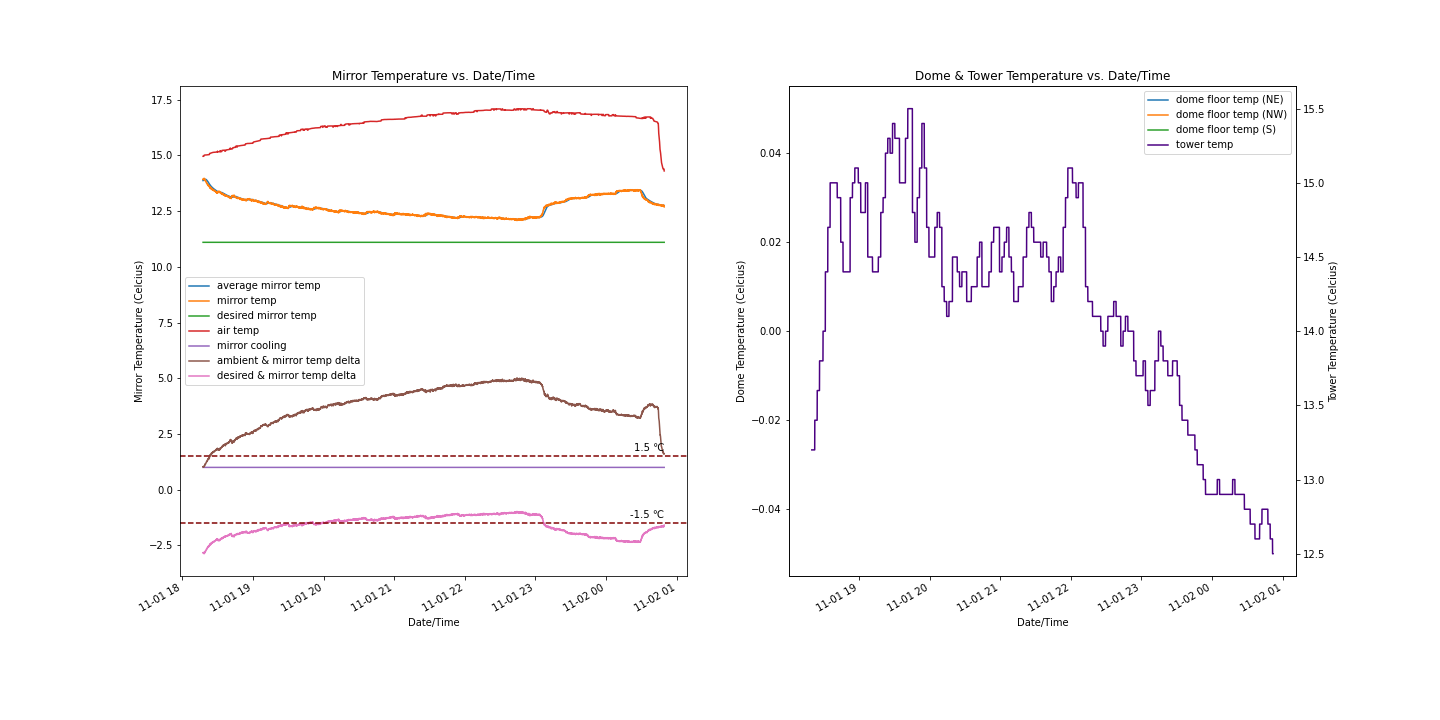 Mirror Temperature vs. Date/Time
Mirror Temperature (Celcius)
17.5
15.0
12.5
10.0
7.5
5.0
2.5
0.0
−2.5
average mirror temp
mirror temp
desired mirror temp
air temp
mirror cooling
ambient & mirror temp delta
desired & mirror temp delta
1.5 °C
-1.5 °C
11-01 18
11-01 19
11-01 20
11-01 21
11-01 22
11-01 23
11-02 00
11-02 01
Date/Time
Dome & Tower Temperature vs. Date/Time
Dome Temperature (Celcius)
0.04
0.02
0.00
−0.02
−0.04
dome floor temp (NE)
dome floor temp (NW)
dome floor temp (S)
tower temp
15.5
15.0
14.5
14.0
13.5
13.0
12.5
Tower Temperature (Celcius)
11-01 19
11-01 20
11-01 21
11-01 22
11-01 23
11-02 00
11-02 01
Date/Time